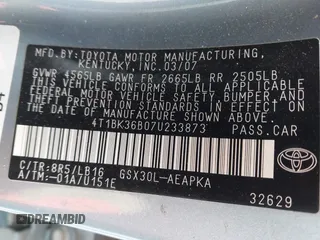 MFD. BY: TOYOTA MOTOR MANUFACTURING,
KENTUCKY, INC. 03/07
GVWR 4565LB GAWR FR 2665LB RR 2505LB
THIS VEHICLE CONFORMS TO ALL APPLICABLE
FEDERAL MOTOR VEHICLE SAFETY, BUMPER, AND
THEFT PREVENTION STANDARDS IN EFFECT ON
THE DATE OF MANUFACTURE SHOWN ABOVE.
4T1BK36B07U233873
PASS. CAR
C/TR: 8R5/LB16
A/TM: -01A/U151E
GSX30L-AEAPKA
TOYOTA
32629
DREAMBID